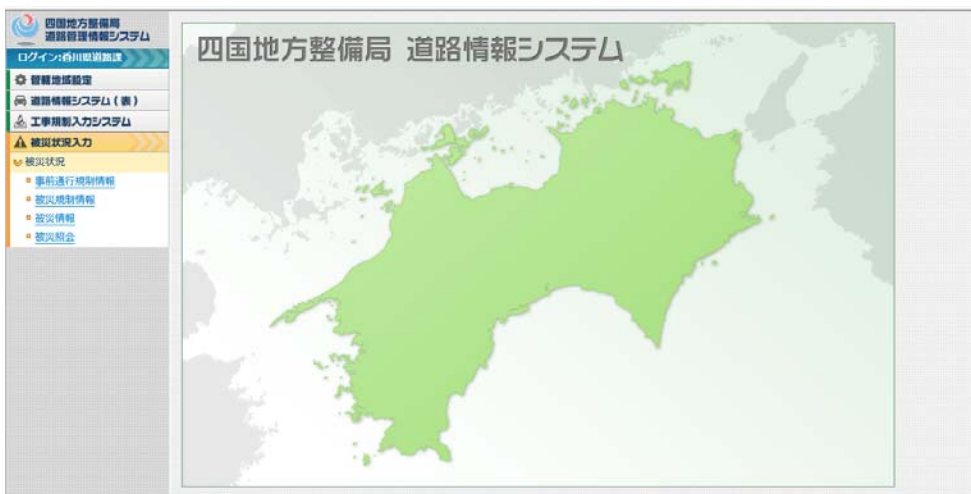 四国地方整備局
道路管理情報システム
ログイン:香川県道路課
管轄地域設定
道路情報システム(表)
工事規制入力システム
被災状況入力
被災状況
事前通行規制情報
被災規制情報
被災情報
被災照会
四国地方整備局 道路情報システム